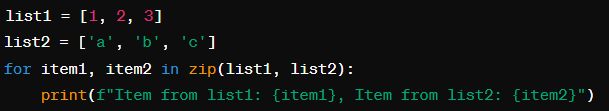 list1 = [1, 2, 3]
list2 = ['a', 'b', 'c']
for item1, item2 in zip(list1, list2):
    print(f"Item from list1: {item1}, Item from list2: {item2}")